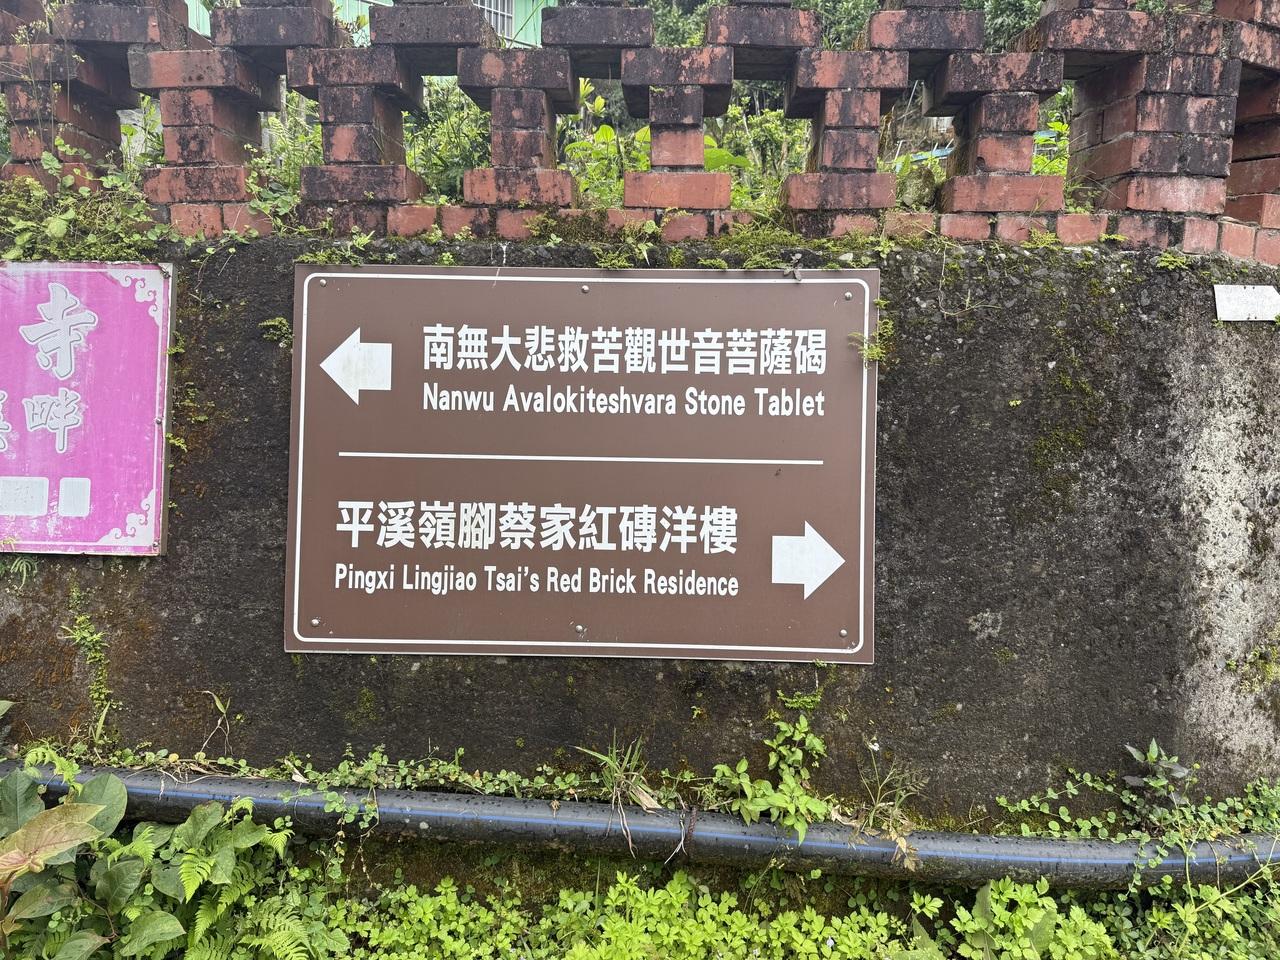 寺
畔
南無大悲救苦觀世音菩薩碣
Nanwu Avalokiteshvara Stone Tablet
平溪嶺腳蔡家紅磚洋樓
Pingxi Lingjiao Tsai's Red Brick Residence